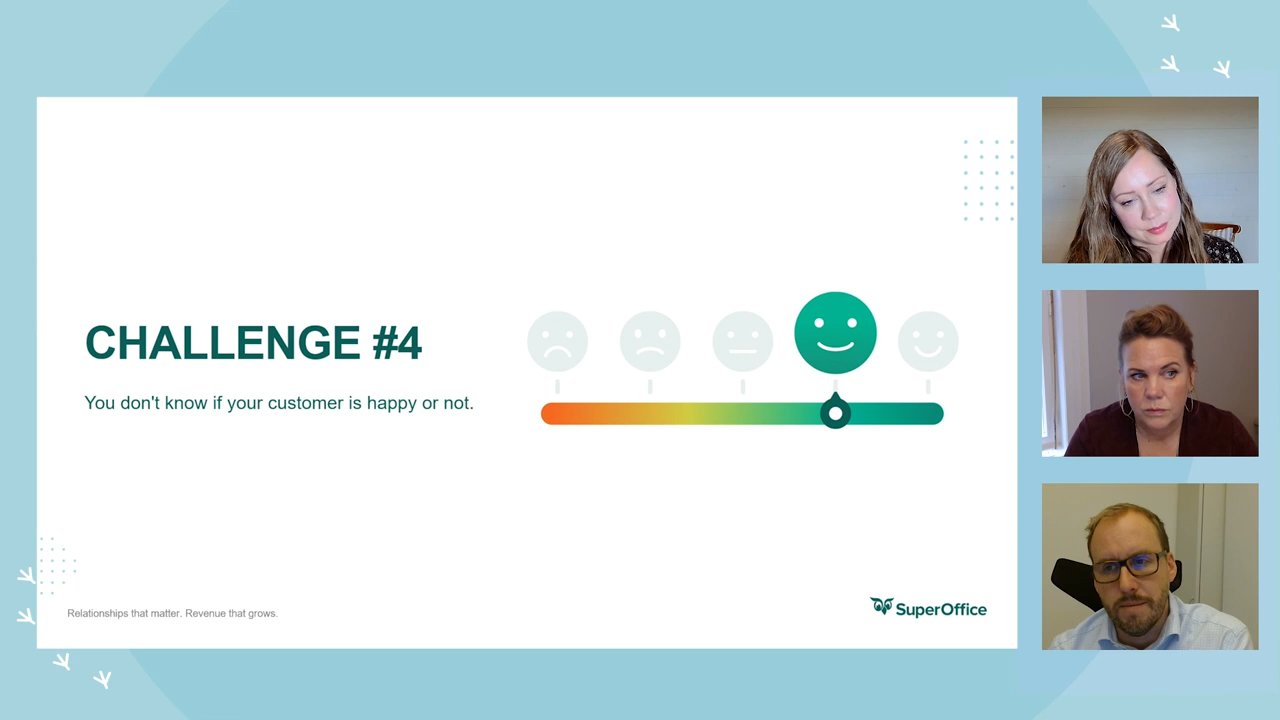 CHALLENGE #4
You don't know if your customer is happy or not.
Relationships that matter. Revenue that grows.
SuperOffice